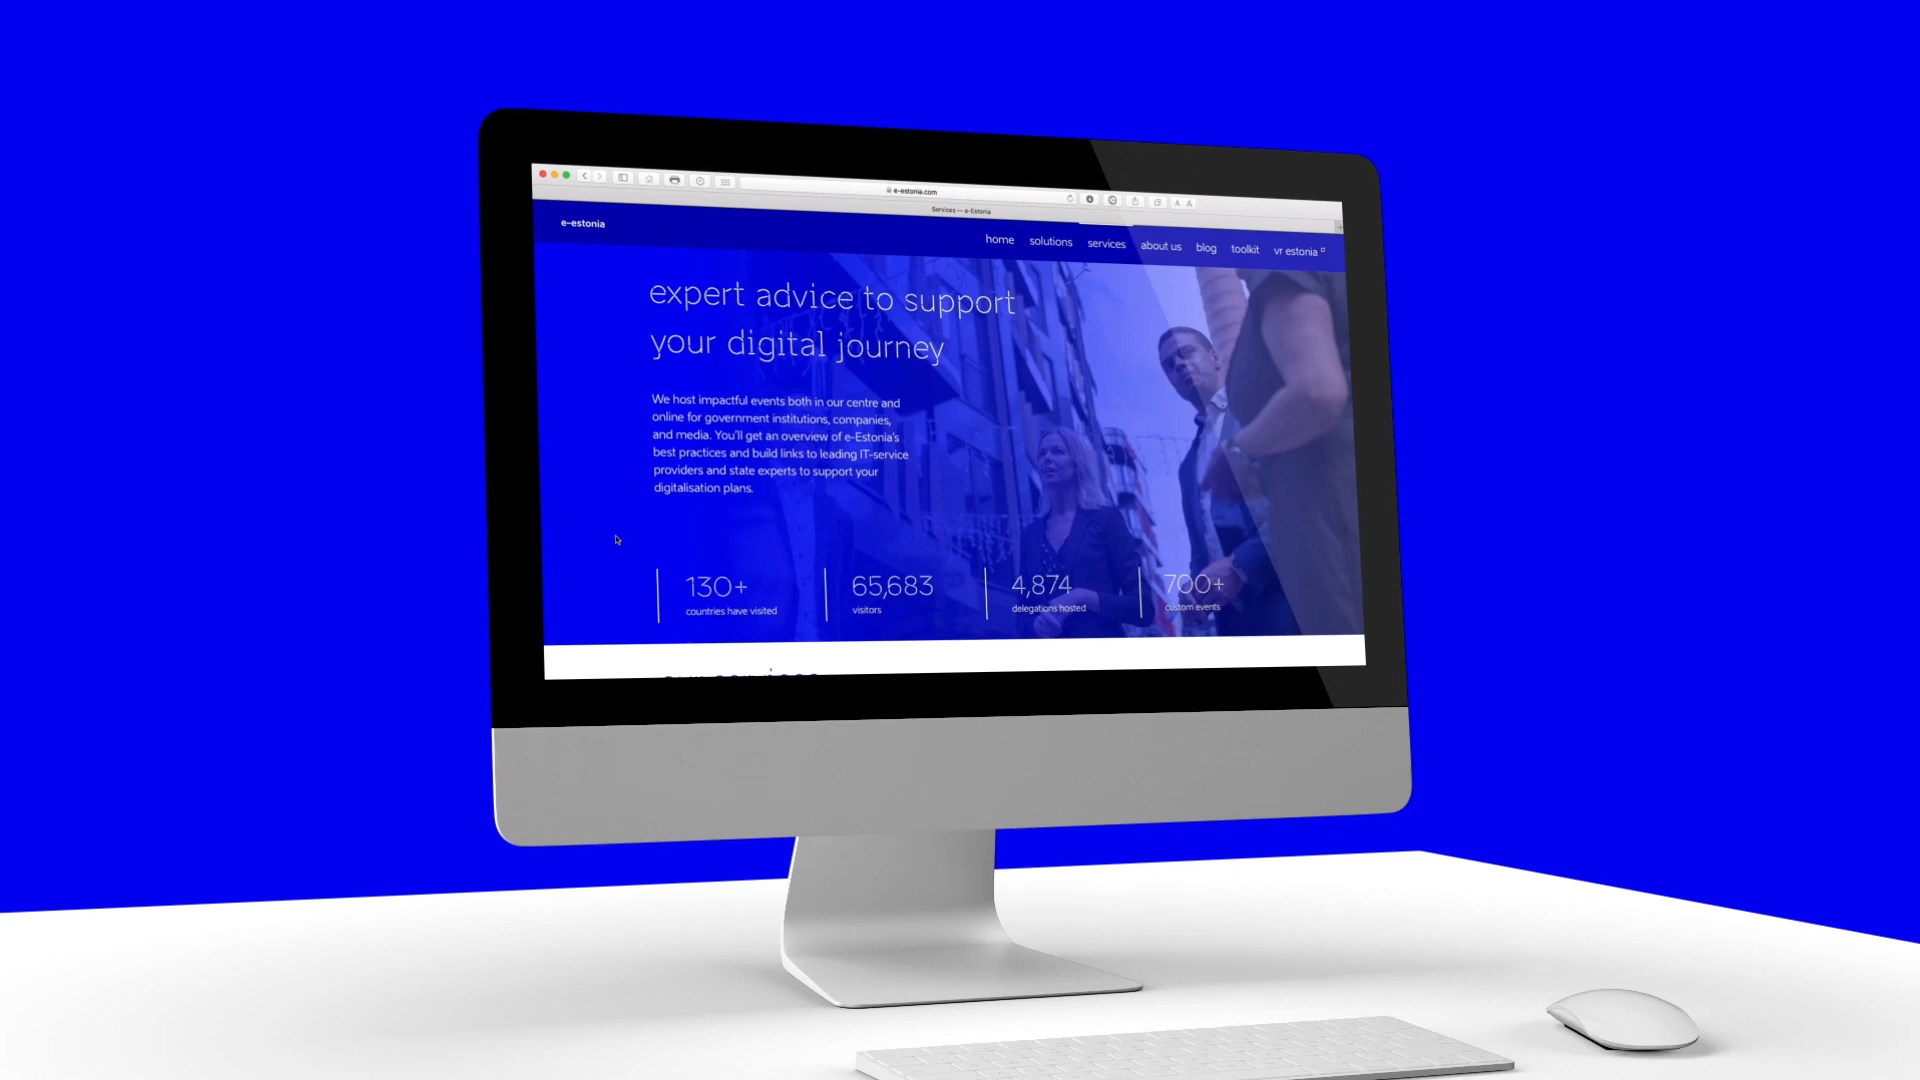 e-estonia.com
Services — e-Estonia
e-estonia
home solutions services about us blog toolkit vr estonia
expert advice to support
your digital journey
We host impactful events both in our centre and
online for government institutions, companies,
and media. You'll get an overview of e-Estonia's
best practices and build links to leading IT-service
providers and state experts to support your
digitalisation plans.
130+ 65,683 4,874 700+
countries have visited visitors delegations hosted custom events